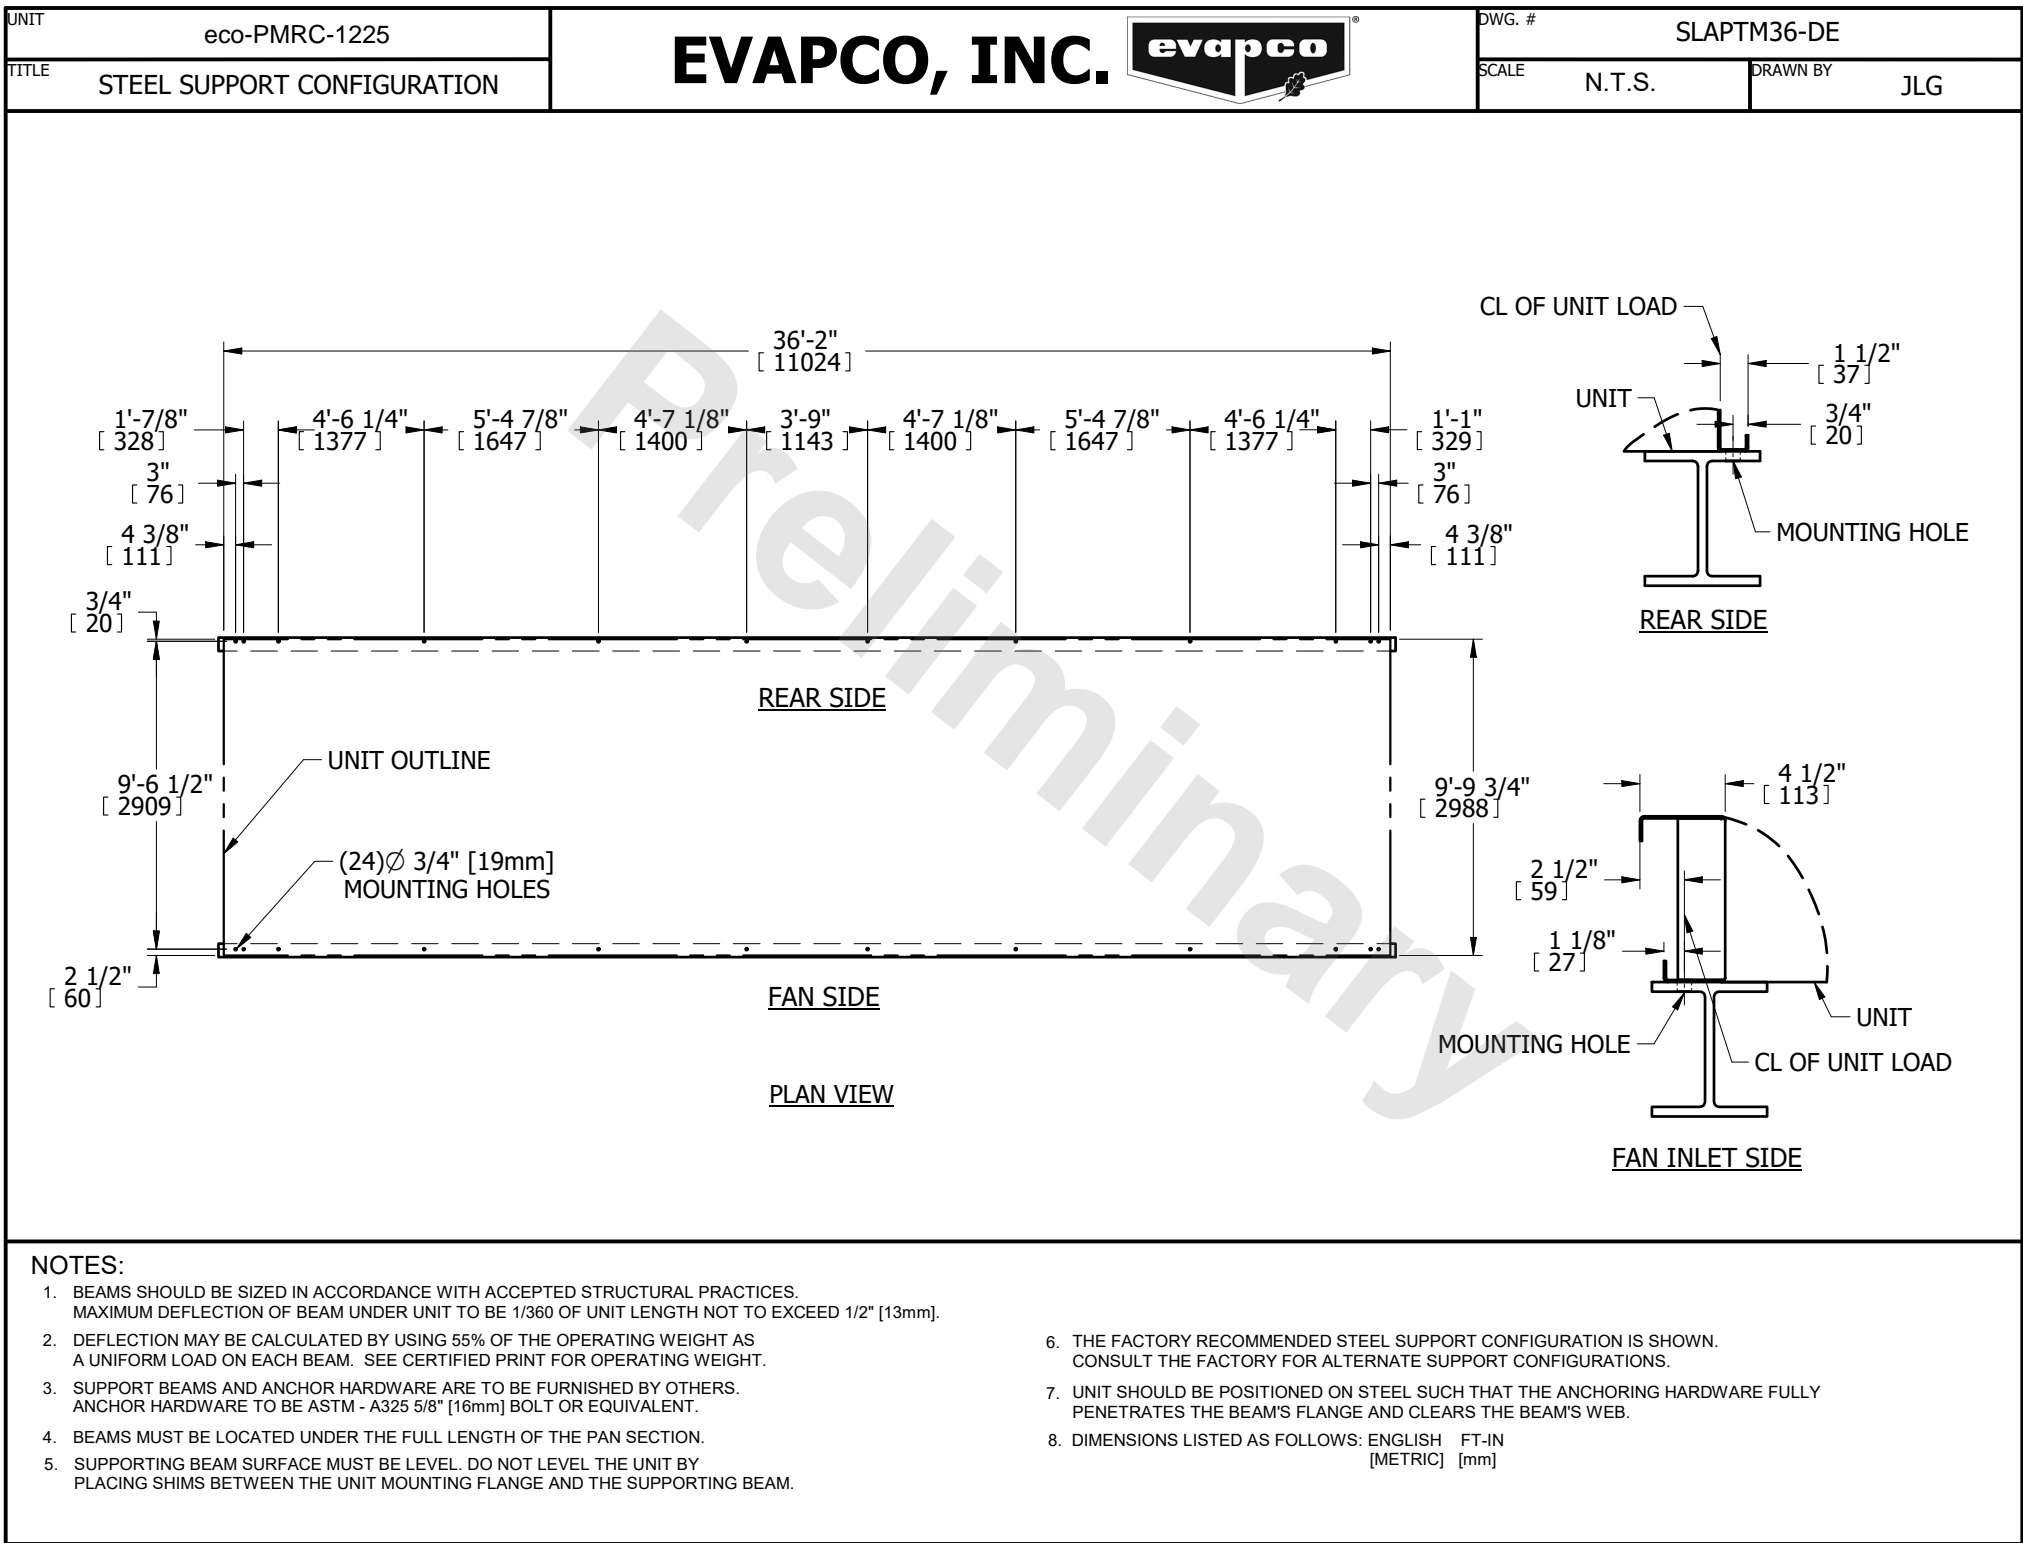 UNIT
eco-PMRC-1225
TITLE
STEEL SUPPORT CONFIGURATION
EVAPCO, INC.
evapco
®
DWG. #
SLAPTM36-DE
SCALE
N.T.S.
DRAWN BY
JLG
36'-2"
[ 11024 ]
1'-7/8"
[ 328 ]
4'-6 1/4"
[ 1377 ]
5'-4 7/8"
[ 1647 ]
4'-7 1/8"
[ 1400 ]
3'-9"
[ 1143 ]
4'-7 1/8"
[ 1400 ]
5'-4 7/8"
[ 1647 ]
4'-6 1/4"
[ 1377 ]
1'-1"
[ 329 ]
3"
[ 76 ]
3"
[ 76 ]
4 3/8"
[ 111 ]
4 3/8"
[ 111 ]
3/4"
[ 20 ]
REAR SIDE
UNIT OUTLINE
9'-6 1/2"
[ 2909 ]
9'-9 3/4"
[ 2988 ]
(24)Ø 3/4" [19mm]
MOUNTING HOLES
2 1/2"
[ 60 ]
FAN SIDE
PLAN VIEW
Preliminary
CL OF UNIT LOAD
1 1/2"
[ 37 ]
UNIT
3/4"
[ 20 ]
MOUNTING HOLE
REAR SIDE
4 1/2"
[ 113 ]
2 1/2"
[ 59 ]
1 1/8"
[ 27 ]
UNIT
MOUNTING HOLE
CL OF UNIT LOAD
FAN INLET SIDE
NOTES:
1. BEAMS SHOULD BE SIZED IN ACCORDANCE WITH ACCEPTED STRUCTURAL PRACTICES.
MAXIMUM DEFLECTION OF BEAM UNDER UNIT TO BE 1/360 OF UNIT LENGTH NOT TO EXCEED 1/2" [13mm].
2. DEFLECTION MAY BE CALCULATED BY USING 55% OF THE OPERATING WEIGHT AS
A UNIFORM LOAD ON EACH BEAM. SEE CERTIFIED PRINT FOR OPERATING WEIGHT.
3. SUPPORT BEAMS AND ANCHOR HARDWARE ARE TO BE FURNISHED BY OTHERS.
ANCHOR HARDWARE TO BE ASTM - A325 5/8" [16mm] BOLT OR EQUIVALENT.
4. BEAMS MUST BE LOCATED UNDER THE FULL LENGTH OF THE PAN SECTION.
5. SUPPORTING BEAM SURFACE MUST BE LEVEL. DO NOT LEVEL THE UNIT BY
PLACING SHIMS BETWEEN THE UNIT MOUNTING FLANGE AND THE SUPPORTING BEAM.
6. THE FACTORY RECOMMENDED STEEL SUPPORT CONFIGURATION IS SHOWN.
CONSULT THE FACTORY FOR ALTERNATE SUPPORT CONFIGURATIONS.
7. UNIT SHOULD BE POSITIONED ON STEEL SUCH THAT THE ANCHORING HARDWARE FULLY
PENETRATES THE BEAM'S FLANGE AND CLEARS THE BEAM'S WEB.
8. DIMENSIONS LISTED AS FOLLOWS: ENGLISH FT-IN
[METRIC] [mm]